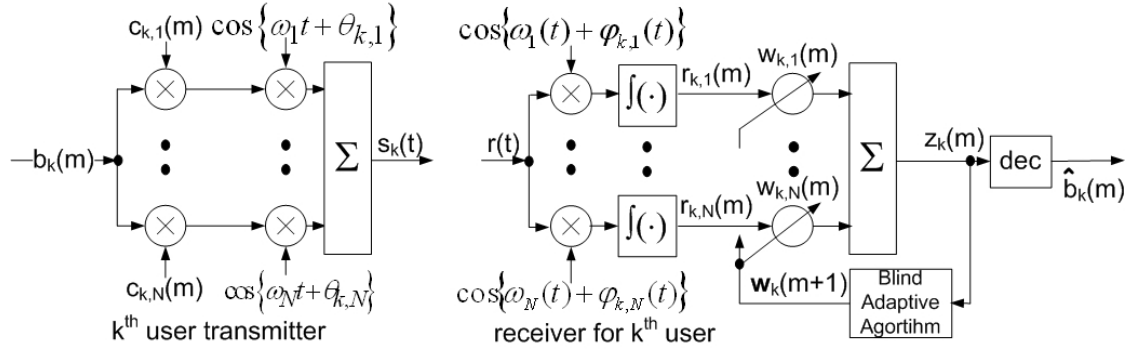 c_{k,1}(m)
cos{ω_1 t + θ_{k,1}}
b_k(m)
Σ
s_k(t)
c_{k,N}(m)
cos{ω_N t + θ_{k,N}}
k^th user transmitter
cos{ω_1(t) + φ_{k,1}(t)}
∫(·)
r_{k,1}(m)
w_{k,1}(m)
r(t)
Σ
z_k(m)
dec
b̂_k(m)
∫(·)
r_{k,N}(m)
w_{k,N}(m)
cos{ω_N(t) + φ_{k,N}(t)}
w_k(m+1)
Blind
Adaptive
Agortihm
receiver for k^th user